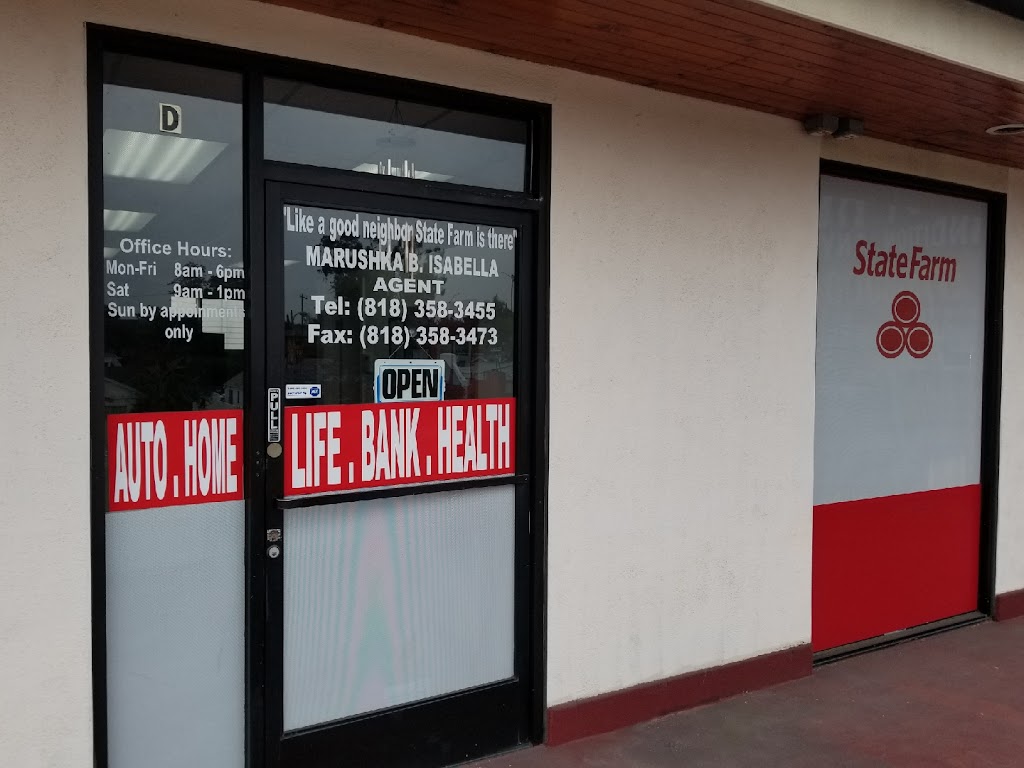 D
Office Hours:
Mon-Fri 8am - 6pm
Sat 9am - 1pm
Sun by appoinments
only
"Like a good neighbor State Farm is there"
MARUSHKA B. ISABELLA
AGENT
Tel: (818) 358-3455
Fax: (818) 358-3473
OPEN
PULL
AUTO . HOME
LIFE . BANK . HEALTH
State Farm